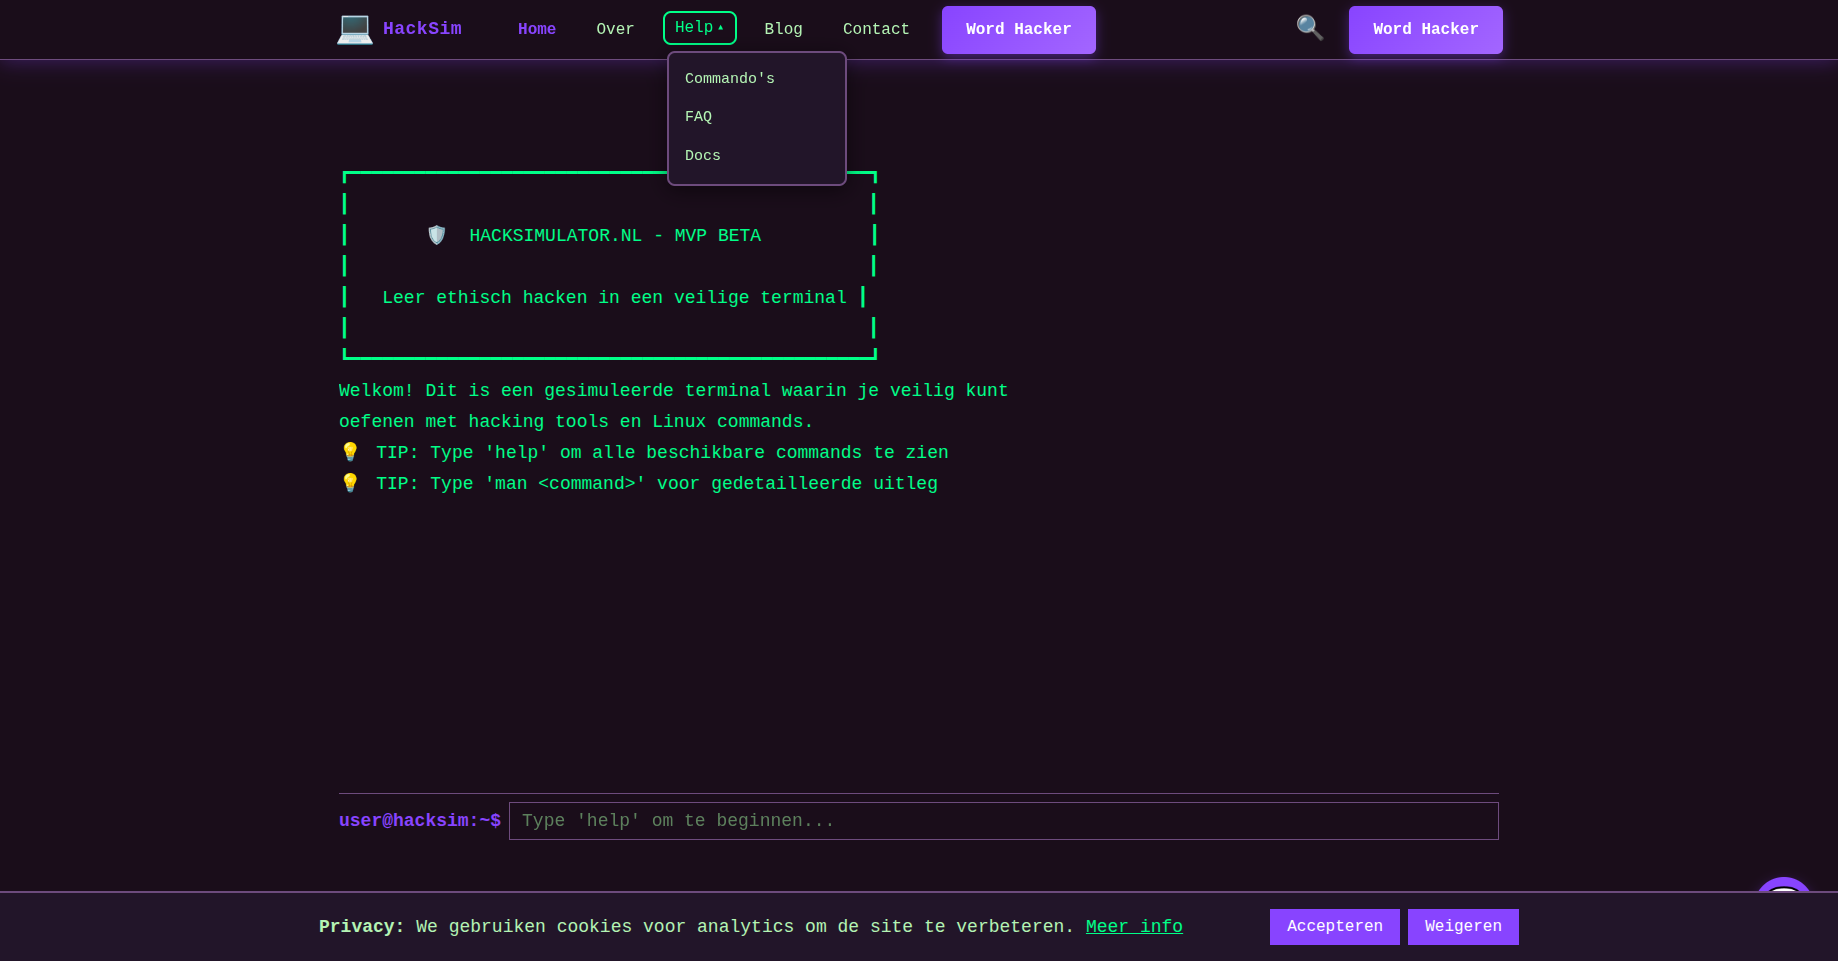 HackSim
Home
Over
Help ▴
Blog
Contact
Word Hacker
Word Hacker
Commando's
FAQ
Docs
HACKSIMULATOR.NL - MVP BETA
Leer ethisch hacken in een veilige terminal
Welkom! Dit is een gesimuleerde terminal waarin je veilig kunt
oefenen met hacking tools en Linux commands.
💡 TIP: Type 'help' om alle beschikbare commands te zien
💡 TIP: Type 'man <command>' voor gedetailleerde uitleg
user@hacksim:~$ Type 'help' om te beginnen...
Privacy: We gebruiken cookies voor analytics om de site te verbeteren. Meer info
Accepteren
Weigeren